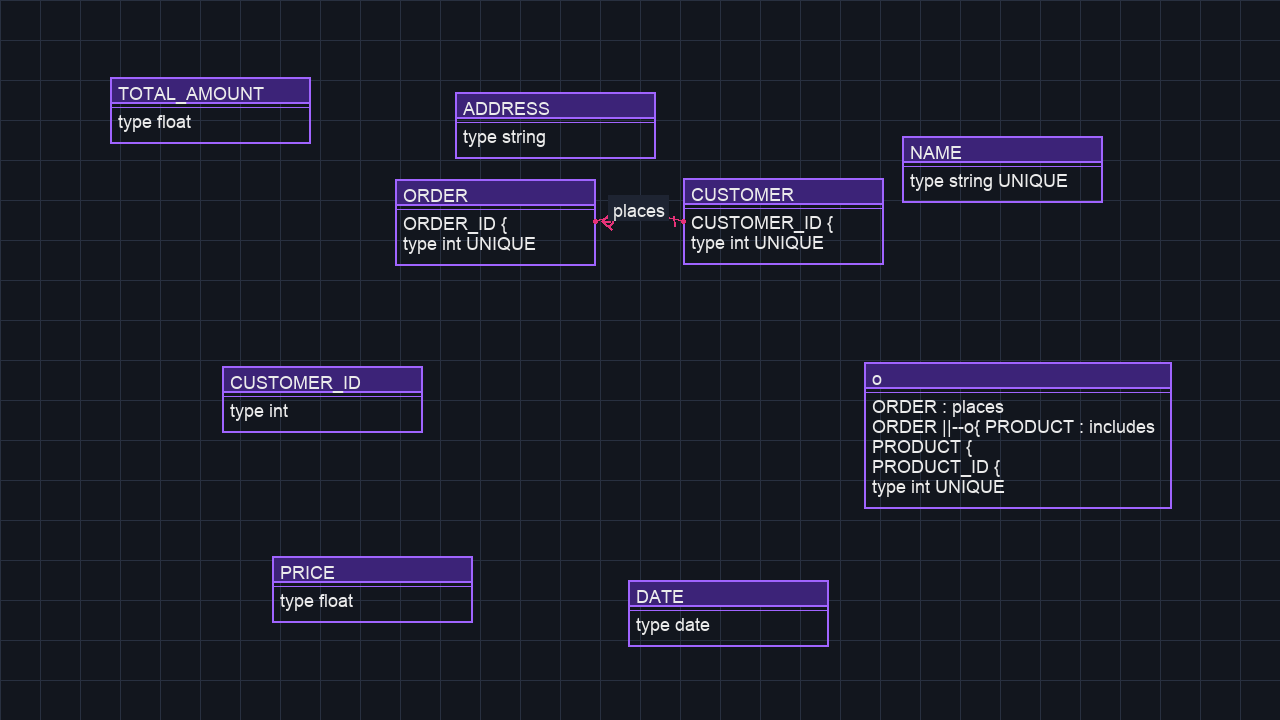 TOTAL_AMOUNT
type float
ADDRESS
type string
NAME
type string UNIQUE
ORDER
ORDER_ID {
type int UNIQUE
places
CUSTOMER
CUSTOMER_ID {
type int UNIQUE
CUSTOMER_ID
type int
o
ORDER : places
ORDER ||--o{ PRODUCT : includes
PRODUCT {
PRODUCT_ID {
type int UNIQUE
PRICE
type float
DATE
type date